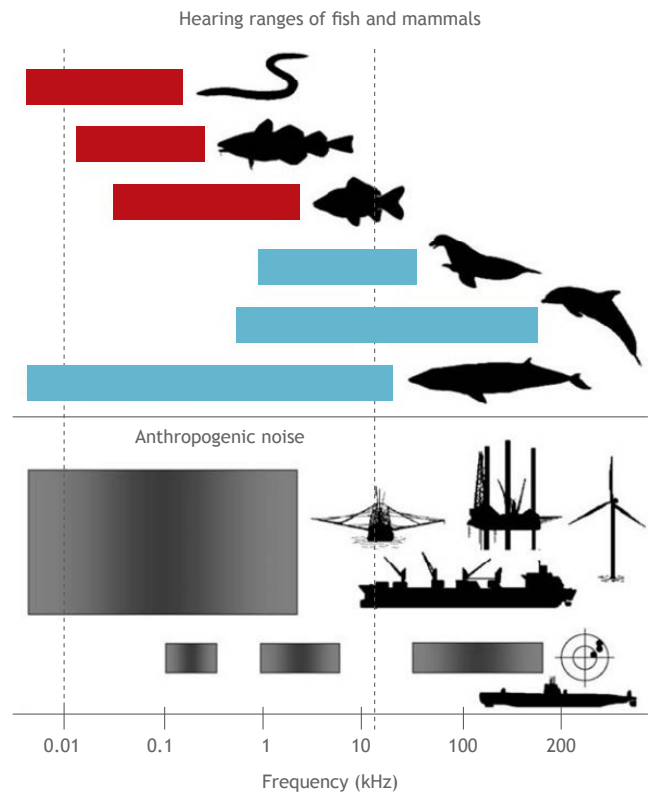 Hearing ranges of fish and mammals
Anthropogenic noise
0.01 0.1 1 10 100 200
Frequency (kHz)